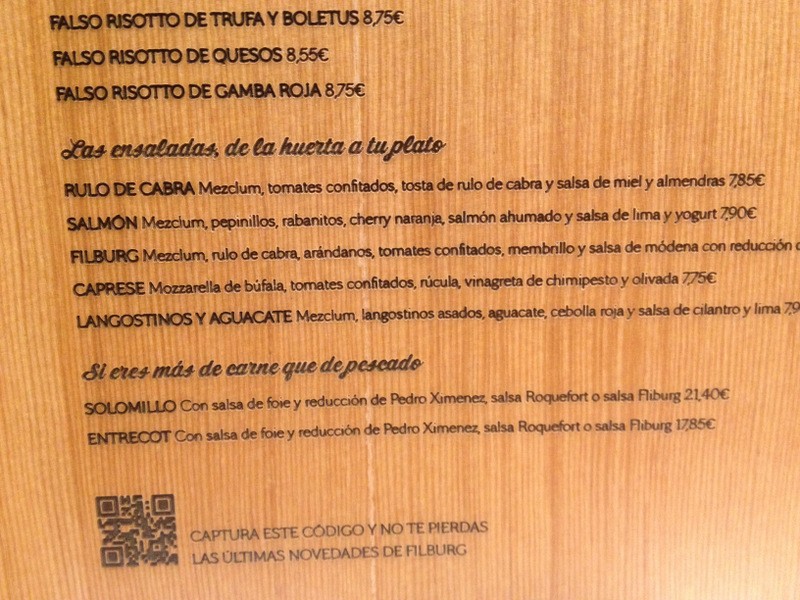 FALSO RISOTTO DE TRUFA Y BOLETUS 8,75€
FALSO RISOTTO DE QUESOS 8,55€
FALSO RISOTTO DE GAMBA ROJA 8,75€
Las ensaladas, de la huerta a tu plato
RULO DE CABRA Mezclum, tomates confitados, tosta de rulo de cabra y salsa de miel y almendras 7,85€
SALMÓN Mezclum, pepinillos, rabanitos, cherry naranja, salmón ahumado y salsa de lima y yogurt 7,90€
FILBURG Mezclum, rulo de cabra, arándanos, tomates confitados, membrillo y salsa de módena con reducción
CAPRESE Mozzarella de búfala, tomates confitados, rúcula, vinagreta de chimipesto y olivada 7,75€
LANGOSTINOS Y AGUACATE Mezclum, langostinos asados, aguacate, cebolla roja y salsa de cilantro y lima 7,9
Si eres más de carne que de pescado
SOLOMILLO Con salsa de foie y reducción de Pedro Ximenez, salsa Roquefort o salsa Filburg 21,40€
ENTRECOT Con salsa de foie y reducción de Pedro Ximenez, salsa Roquefort o salsa Filburg 17,85€
CAPTURA ESTE CÓDIGO Y NO TE PIERDAS
LAS ÚLTIMAS NOVEDADES DE FILBURG